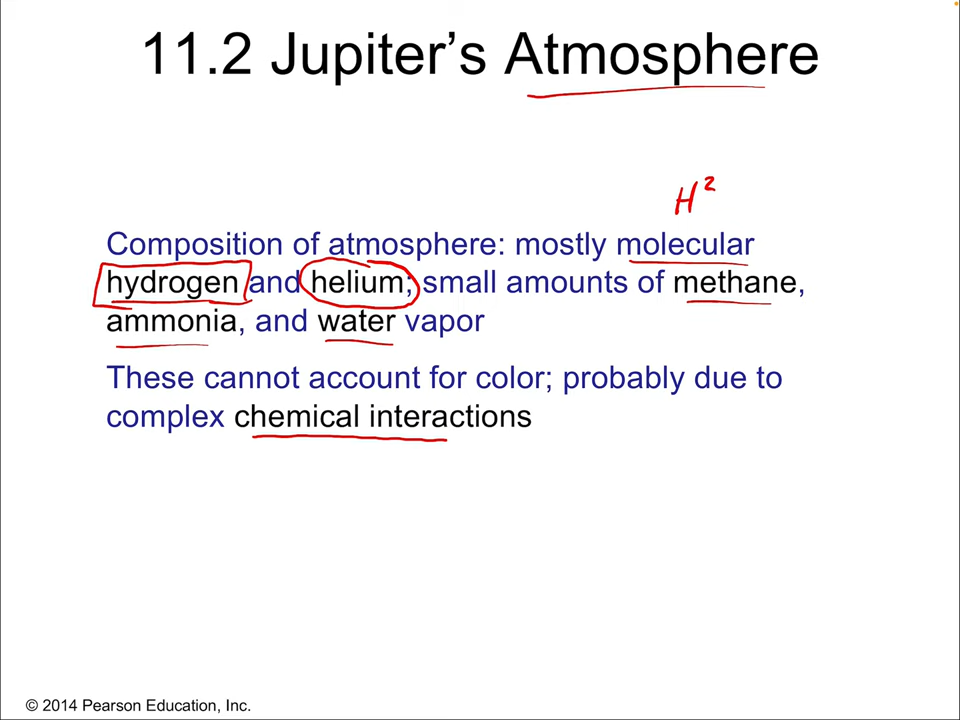 11.2 Jupiter's Atmosphere
H²
Composition of atmosphere: mostly molecular
hydrogen and helium; small amounts of methane,
ammonia, and water vapor
These cannot account for color; probably due to
complex chemical interactions
© 2014 Pearson Education, Inc.